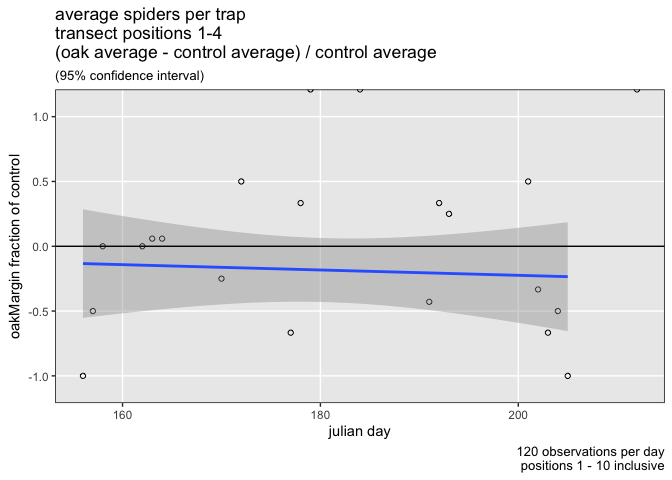 average spiders per trap
transect positions 1-4
(oak average - control average) / control average
(95% confidence interval)
1.0
0.5
0.0
-0.5
-1.0
oakMargin fraction of control
160
180
200
julian day
120 observations per day
positions 1 - 10 inclusive